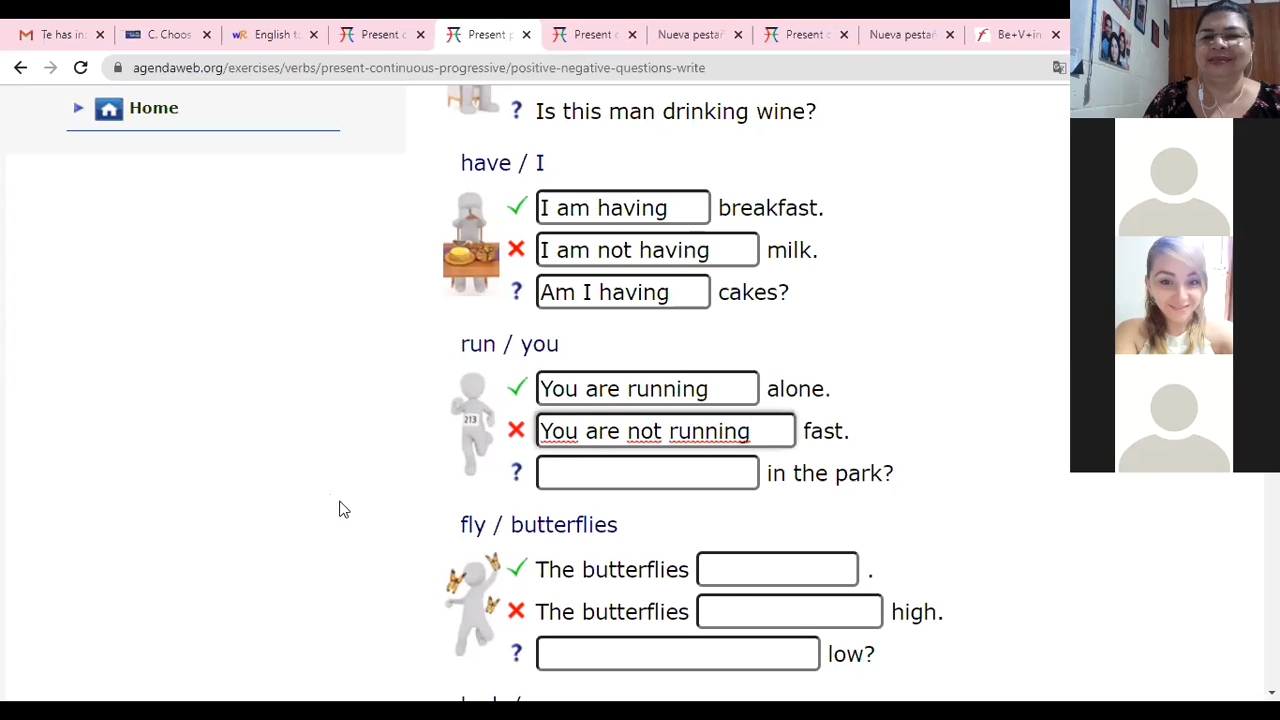 Te has in
C. Choos
English to
Present c
Present p
Present c
Nueva pestañ
Present c
Nueva pestañ
Be+V+in
agendaweb.org/exercises/verbs/present-continuous-progressive/positive-negative-questions-write
Home
? Is this man drinking wine?
have / I
I am having breakfast.
I am not having milk.
? Am I having cakes?
run / you
213
You are running alone.
You are not running fast.
? in the park?
fly / butterflies
The butterflies .
The butterflies high.
? low?